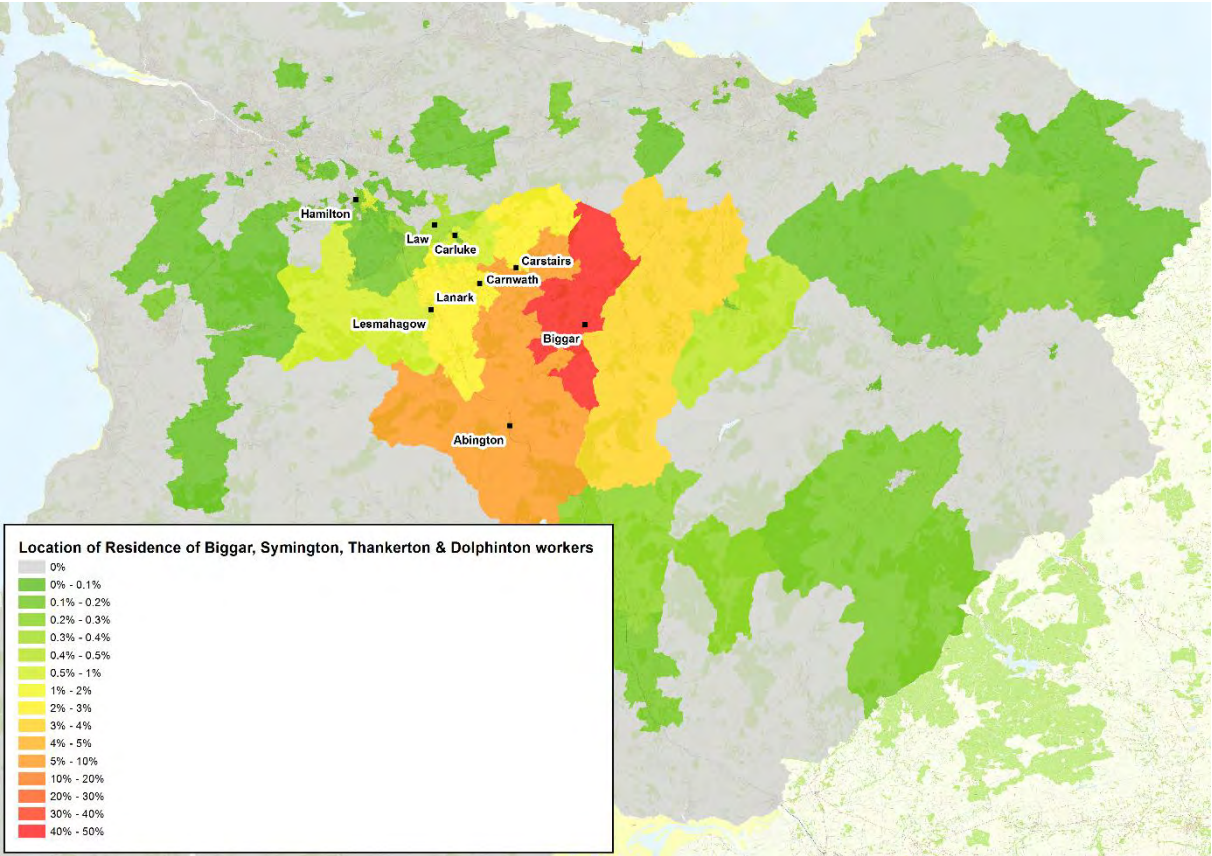 Hamilton
Law
Carluke
Carstairs
Carnwath
Lanark
Lesmahagow
Biggar
Abington
Location of Residence of Biggar, Symington, Thankerton & Dolphinton workers
0%
0% - 0.1%
0.1% - 0.2%
0.2% - 0.3%
0.3% - 0.4%
0.4% - 0.5%
0.5% - 1%
1% - 2%
2% - 3%
3% - 4%
4% - 5%
5% - 10%
10% - 20%
20% - 30%
30% - 40%
40% - 50%